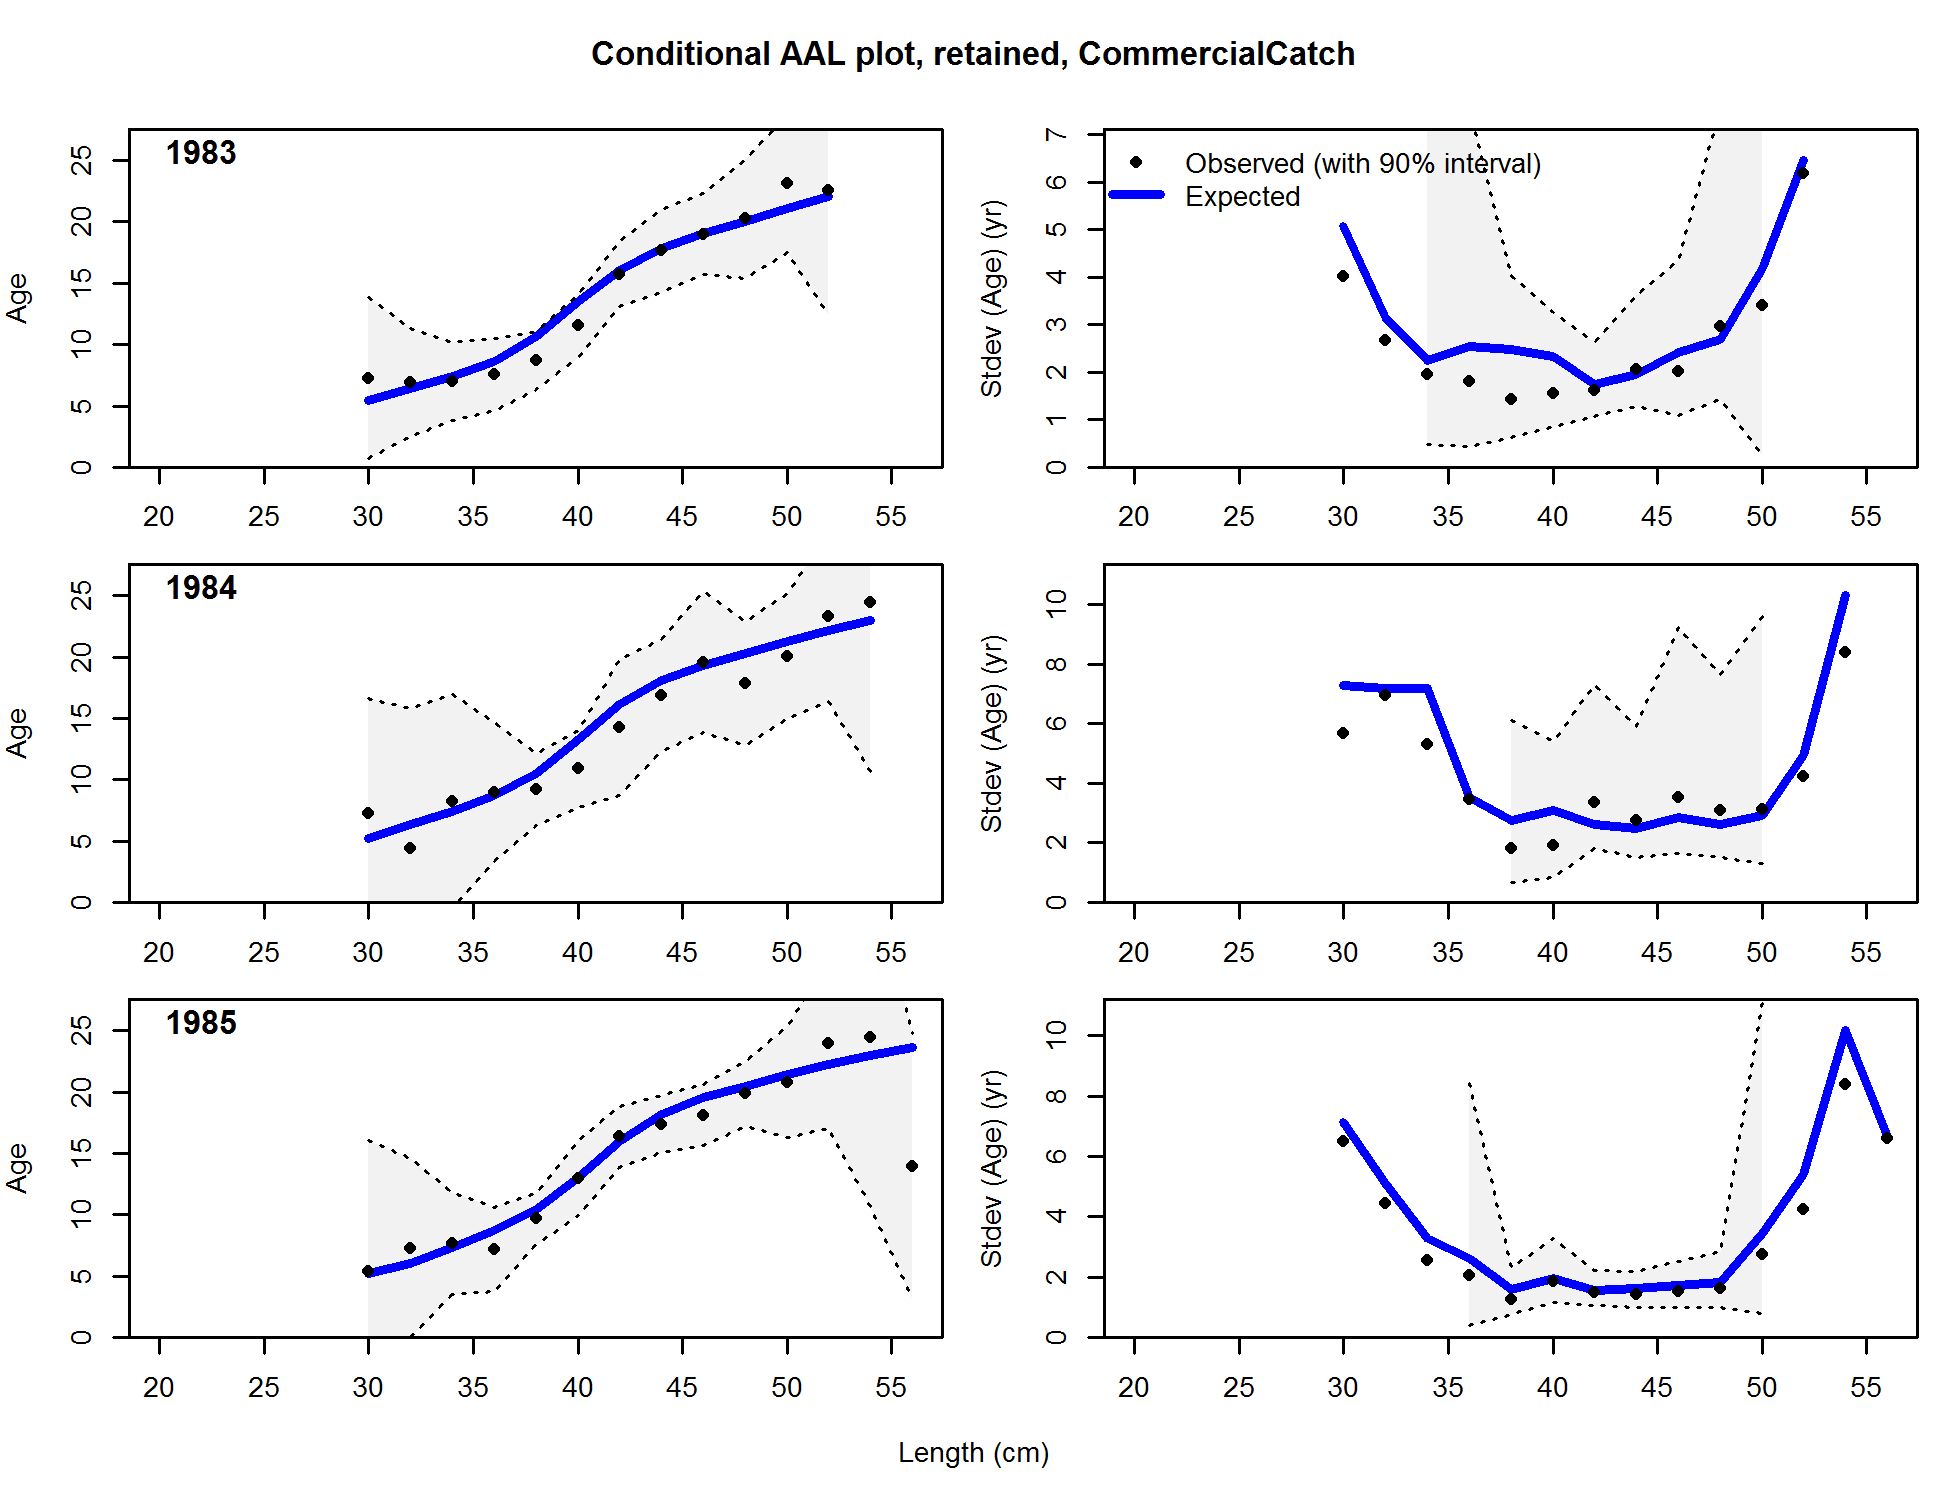 Conditional AAL plot, retained, CommercialCatch
1983
Age
0 5 10 15 20 25
20 25 30 35 40 45 50 55
Observed (with 90% interval)
Expected
Stdev (Age) (yr)
0 1 2 3 4 5 6 7
20 25 30 35 40 45 50 55
1984
Age
0 5 10 15 20 25
20 25 30 35 40 45 50 55
Stdev (Age) (yr)
0 2 4 6 8 10
20 25 30 35 40 45 50 55
1985
Age
0 5 10 15 20 25
20 25 30 35 40 45 50 55
Stdev (Age) (yr)
0 2 4 6 8 10
20 25 30 35 40 45 50 55
Length (cm)